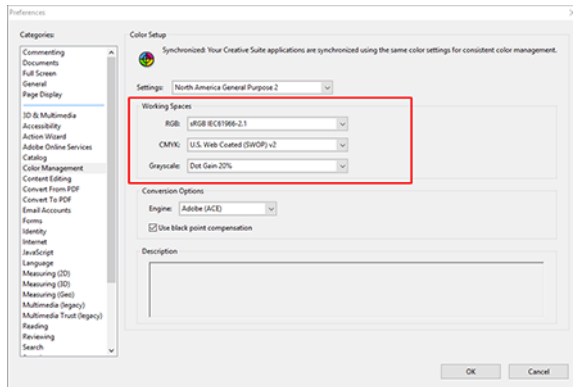 Preferences
Categories:
Commenting
Documents
Full Screen
General
Page Display
3D & Multimedia
Accessibility
Action Wizard
Adobe Online Services
Catalog
Color Management
Content Editing
Convert From PDF
Convert To PDF
Email Accounts
Forms
Identity
Internet
JavaScript
Language
Measuring (2D)
Measuring (3D)
Measuring (Geo)
Multimedia (legacy)
Multimedia Trust (legacy)
Reading
Reviewing
Search
Color Setup
Synchronized: Your Creative Suite applications are synchronized using the same color settings for consistent color management.
Settings: North America General Purpose 2
Working Spaces
RGB: sRGB IEC61966-2.1
CMYK: U.S. Web Coated (SWOP) v2
Grayscale: Dot Gain 20%
Conversion Options
Engine: Adobe (ACE)
Use black point compensation
Description
OK Cancel